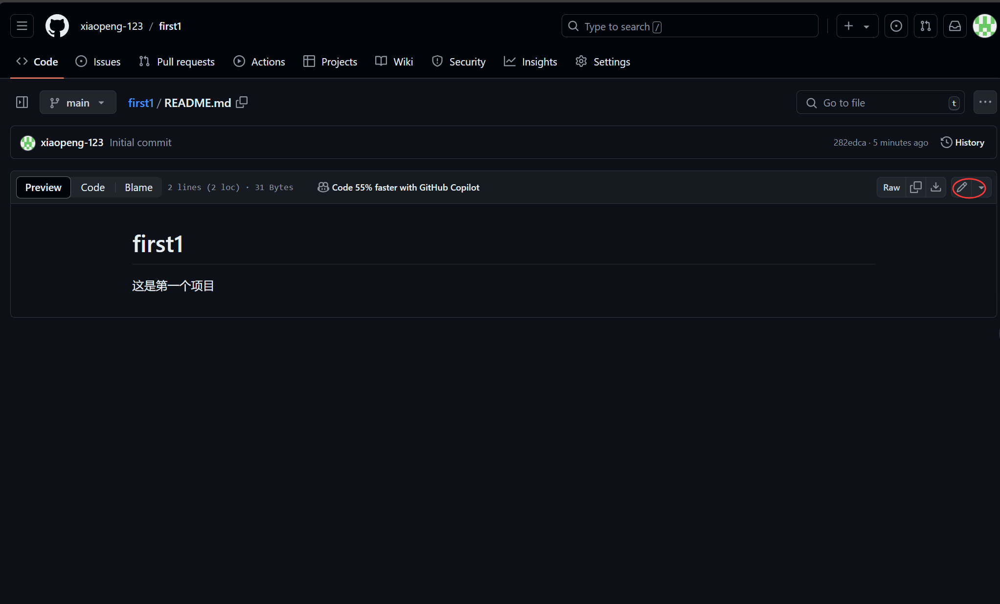 xiaopeng-123 / first1
Type to search /
Code Issues Pull requests Actions Projects Wiki Security Insights Settings
main first1 / README.md Go to file t
xiaopeng-123 Initial commit 282edca · 5 minutes ago History
Preview Code Blame 2 lines (2 loc) · 31 Bytes Code 55% faster with GitHub Copilot Raw
first1
这是第一个项目